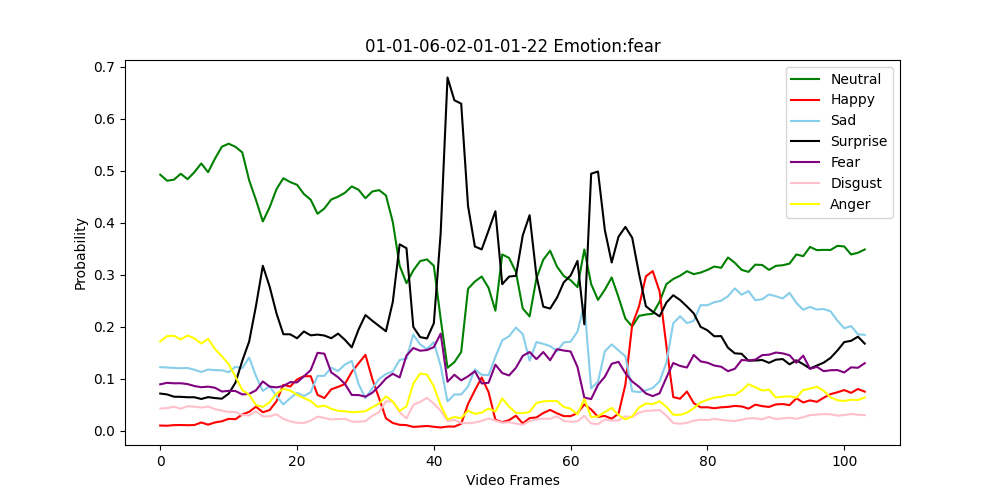 01-01-06-02-01-01-22 Emotion:fear
Probability
0.7
0.6
0.5
0.4
0.3
0.2
0.1
0.0
Neutral
Happy
Sad
Surprise
Fear
Disgust
Anger
0 20 40 60 80 100
Video Frames